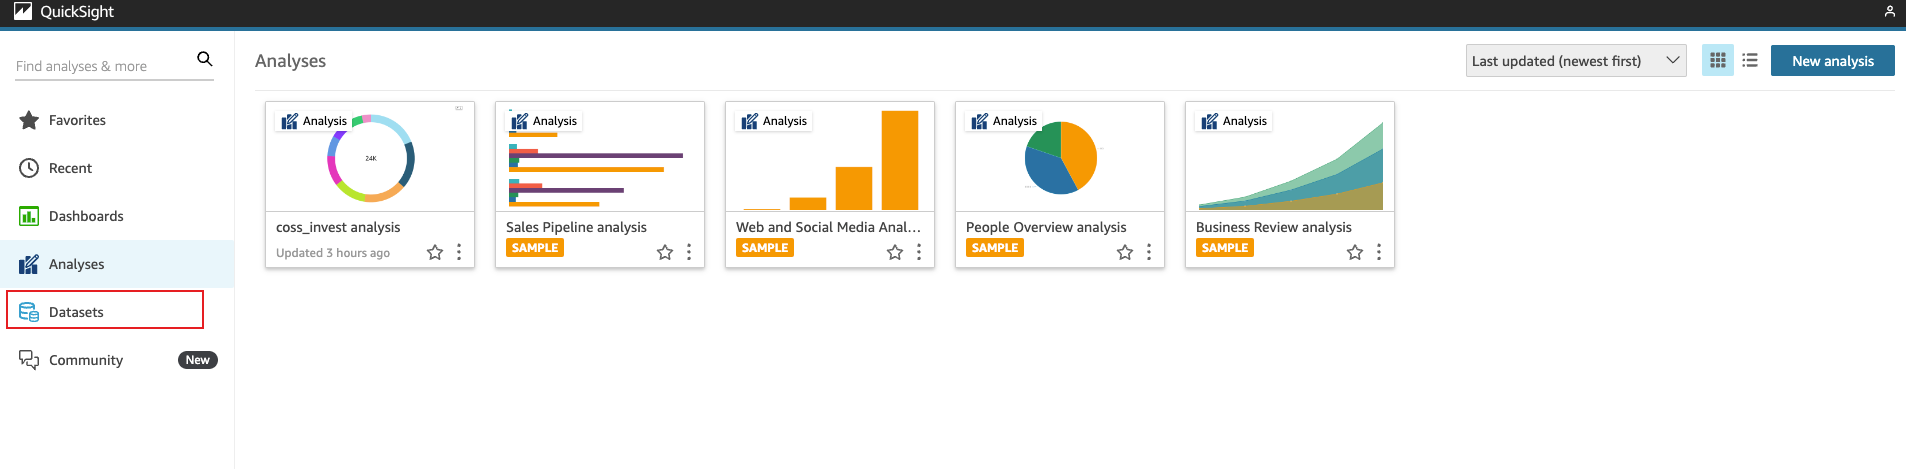 QuickSight
Find analyses & more
Favorites
Recent
Dashboards
Analyses
Datasets
Community New
Analyses
Last updated (newest first)
New analysis
Analysis
24K
coss_invest analysis
Updated 3 hours ago
Analysis
Sales Pipeline analysis
SAMPLE
Analysis
Web and Social Media Anal...
SAMPLE
Analysis
People Overview analysis
SAMPLE
Analysis
Business Review analysis
SAMPLE